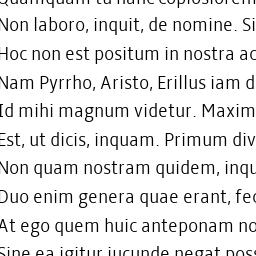 Quamquam tu hanc copiosiorem
Non laboro, inquit, de nomine. Si
Hoc non est positum in nostra ac
Nam Pyrrho, Aristo, Erillus iam d
Id mihi magnum videtur. Maxim
Est, ut dicis, inquam. Primum div
Non quam nostram quidem, inqu
Duo enim genera quae erant, fec
At ego quem huic anteponam no
Sine ea igitur iucunde negat poss